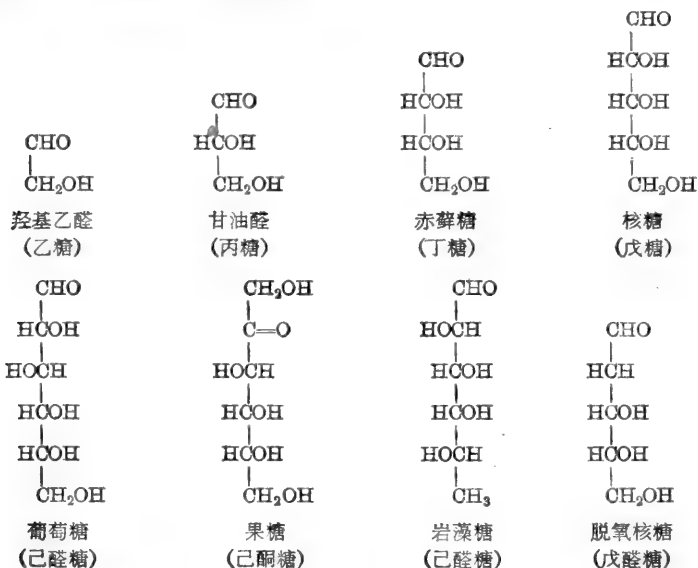 CHO
CH₂OH
羟基乙醛
(乙糖)
CHO
HCOH
CH₂OH
甘油醛
(丙糖)
CHO
HCOH
HCOH
CH₂OH
赤藓糖
(丁糖)
CHO
HCOH
HCOH
HCOH
CH₂OH
核糖
(戊糖)
CHO
HCOH
HOCH
HCOH
HCOH
CH₂OH
葡萄糖
(己醛糖)
CH₂OH
C=O
HOCH
HCOH
HCOH
CH₂OH
果糖
(己酮糖)
CHO
HOCH
HCOH
HCOH
HOCH
CH₃
岩藻糖
(己醛糖)
CHO
HCH
HCOH
HCOH
CH₂OH
脱氧核糖
(戊醛糖)